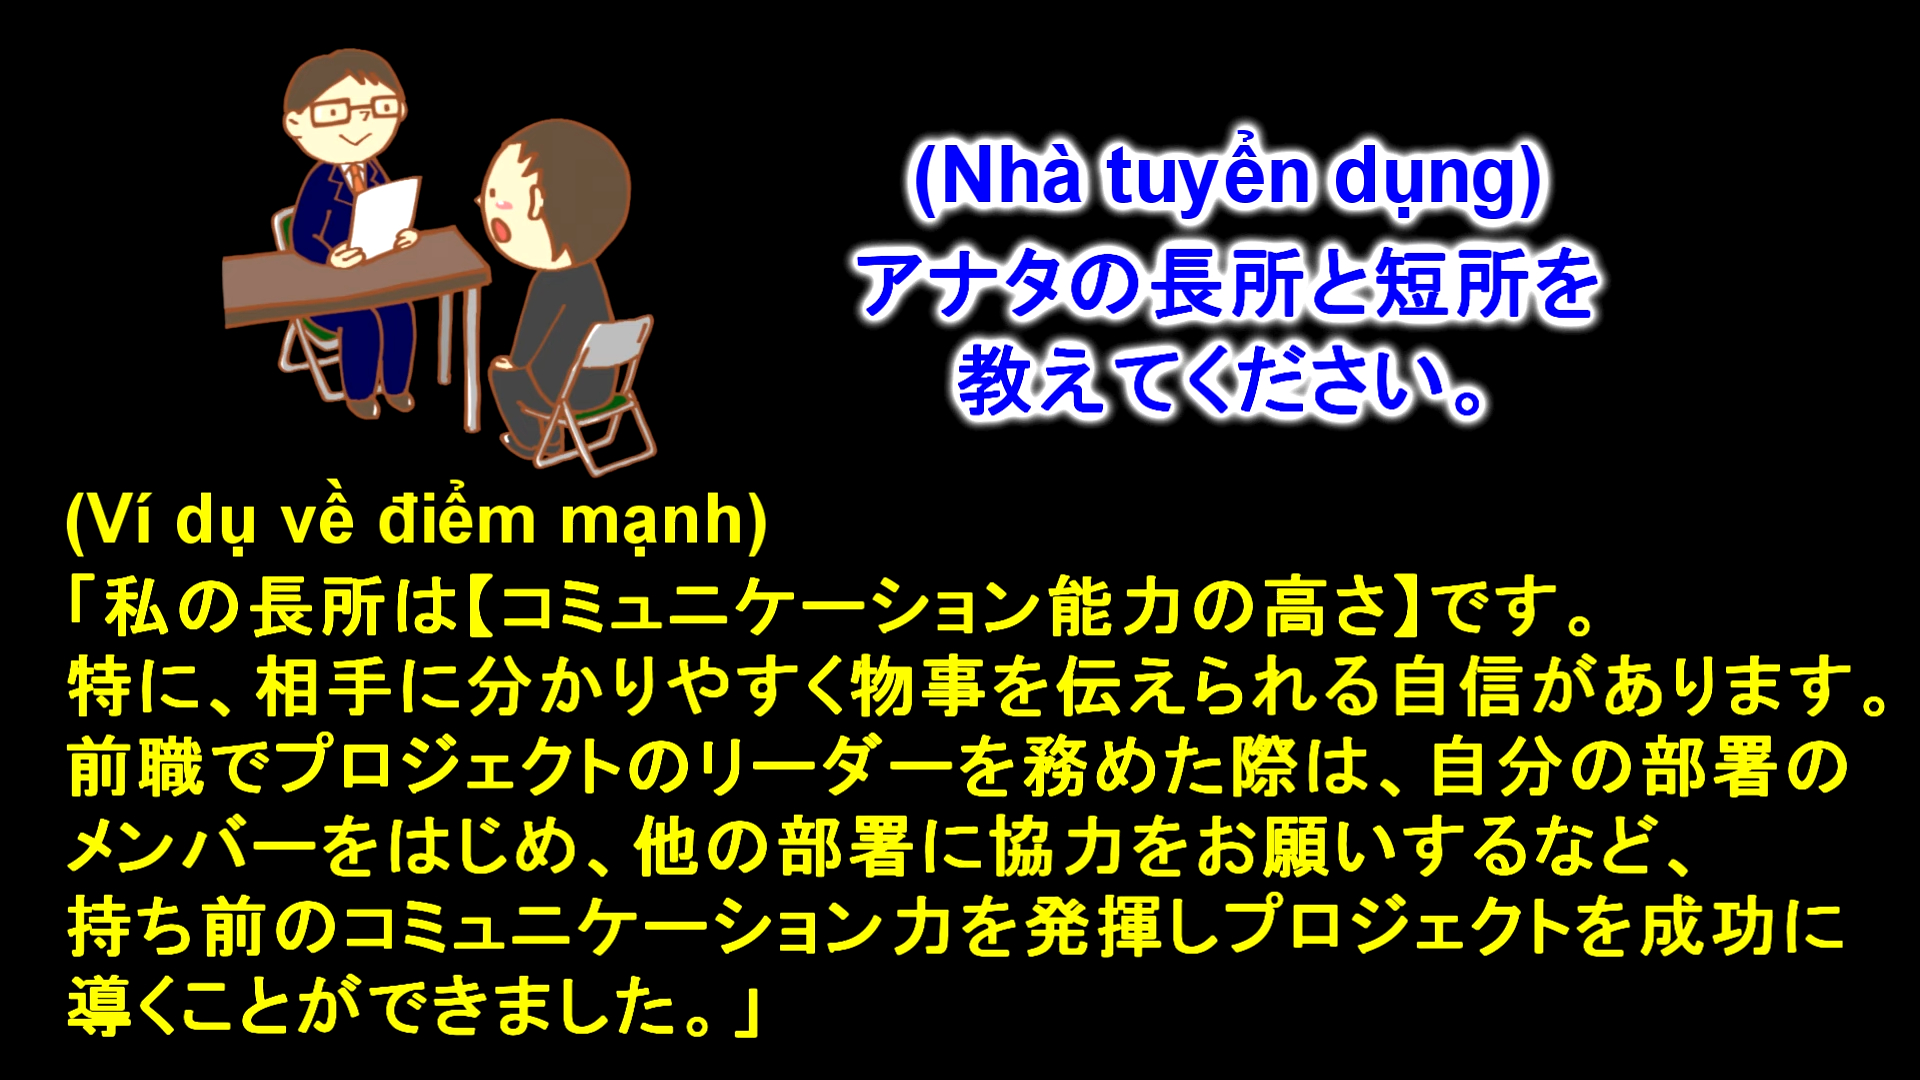 (Nhà tuyển dụng)
アナタの長所と短所を
教えてください。
(Ví dụ về điểm mạnh)
「私の長所は【コミュニケーション能力の高さ】です。
特に、相手に分かりやすく物事を伝えられる自信があります。
前職でプロジェクトのリーダーを務めた際は、自分の部署の
メンバーをはじめ、他の部署に協力をお願いするなど、
持ち前のコミュニケーション力を発揮しプロジェクトを成功に
導くことができました。」